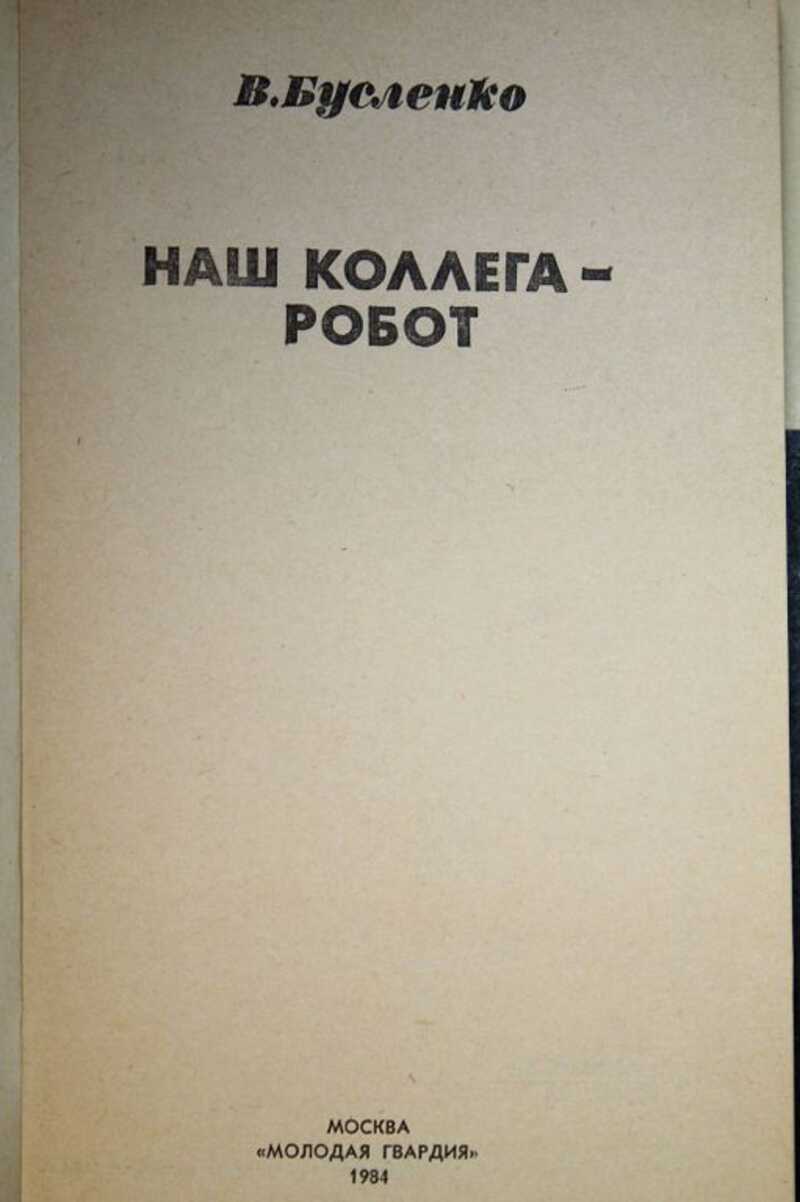 В.Бусленко
НАШ КОЛЛЕГА –
РОБОТ
МОСКВА
«МОЛОДАЯ ГВАРДИЯ»
1984